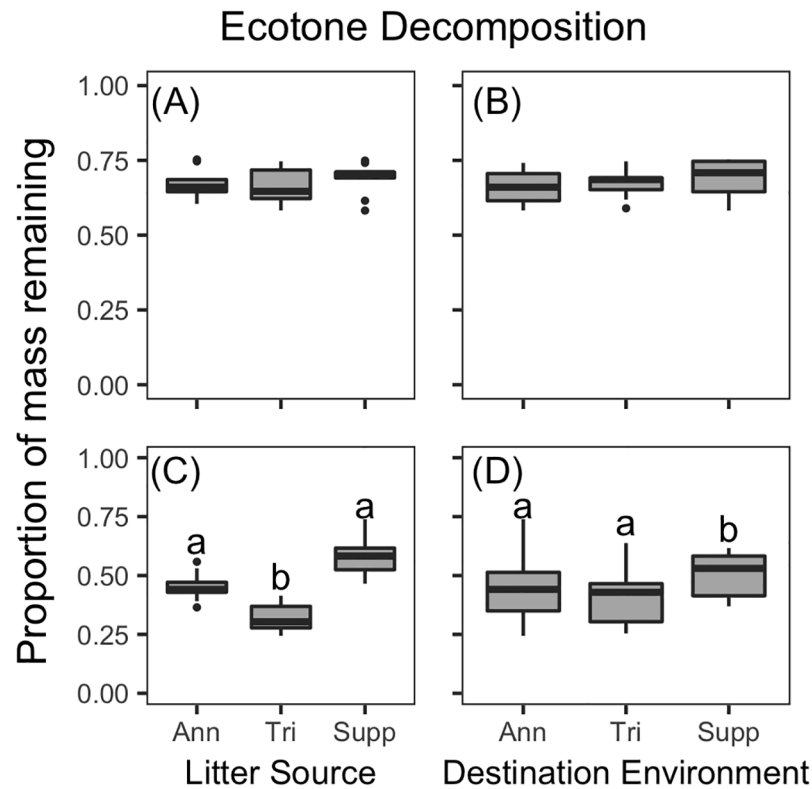 Ecotone Decomposition
Proportion of mass remaining
(A)
1.00
0.75
0.50
0.25
0.00
(B)
(C)
1.00
0.75
0.50
0.25
0.00
a
b
a
(D)
a
a
b
Ann Tri Supp
Litter Source
Ann Tri Supp
Destination Environment